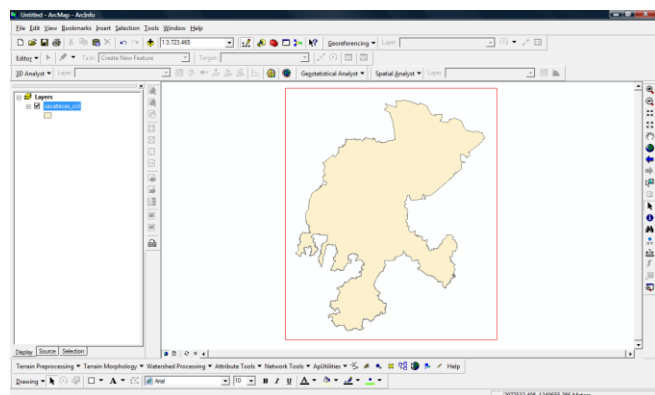 Untitled - ArcMap - ArcInfo
File Edit View Bookmarks Insert Selection Tools Window Help
1:3,723,465 Georeferencing Layer:
Editor Task: Create New Feature Target:
3D Analyst Layer: Geostatistical Analyst Spatial Analyst Layer:
Layers
Display Source Selection
Terrain Preprocessing Terrain Morphology Watershed Processing Attribute Tools Network Tools ApUtilities Help
Drawing A Arial 10 B I U A